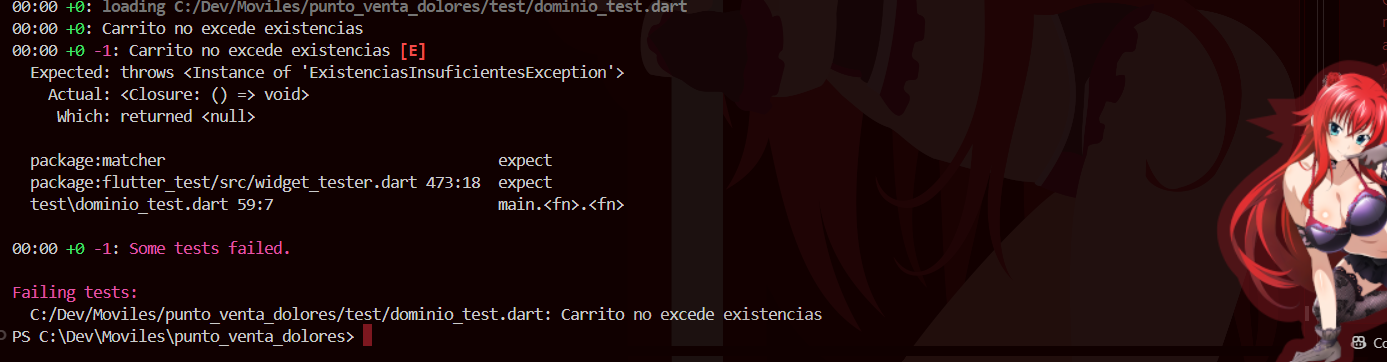 00:00 +0: loading C:/Dev/Moviles/punto_venta_dolores/test/dominio_test.dart
00:00 +0: Carrito no excede existencias
00:00 +0 -1: Carrito no excede existencias [E]
Expected: throws <Instance of 'ExistenciasInsuficientesException'>
Actual: <Closure: () => void>
Which: returned <null>
package:matcher expect
package:flutter_test/src/widget_tester.dart 473:18 expect
test\dominio_test.dart 59:7 main.<fn>.<fn>
00:00 +0 -1: Some tests failed.
Failing tests:
C:/Dev/Moviles/punto_venta_dolores/test/dominio_test.dart: Carrito no excede existencias
PS C:\Dev\Moviles\punto_venta_dolores>